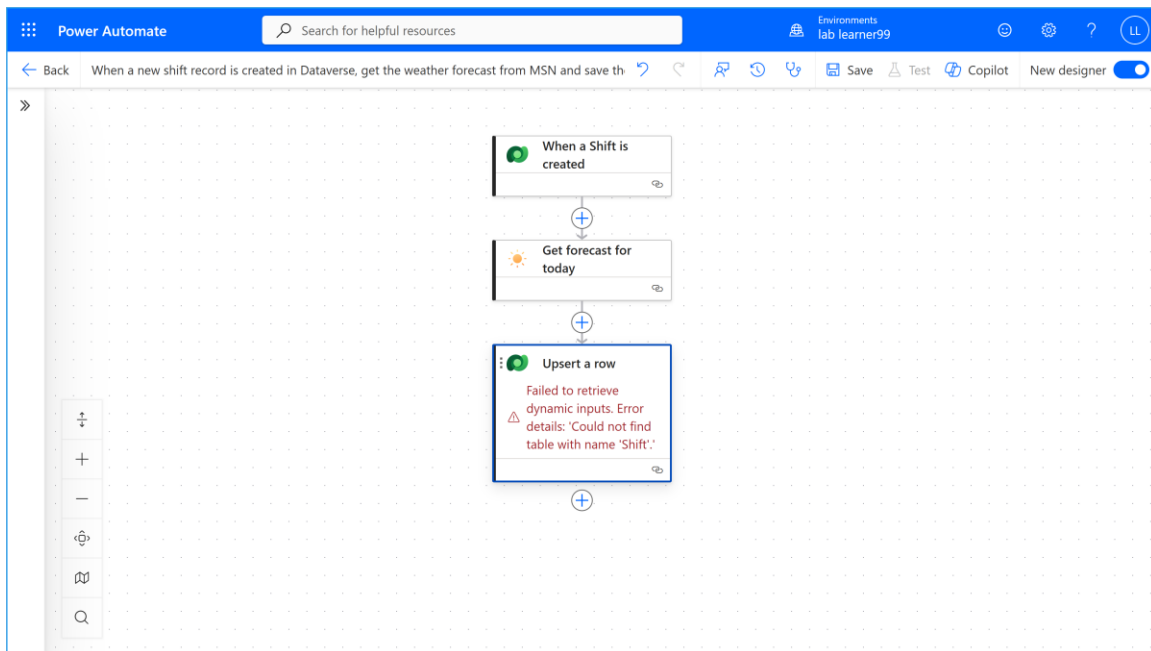 Power Automate
Search for helpful resources
Environments
lab learner99
?
LL
Back
When a new shift record is created in Dataverse, get the weather forecast from MSN and save the
Save
Test
Copilot
New designer
When a Shift is
created
Get forecast for
today
Upsert a row
Failed to retrieve
dynamic inputs. Error
details: 'Could not find
table with name 'Shift'.'